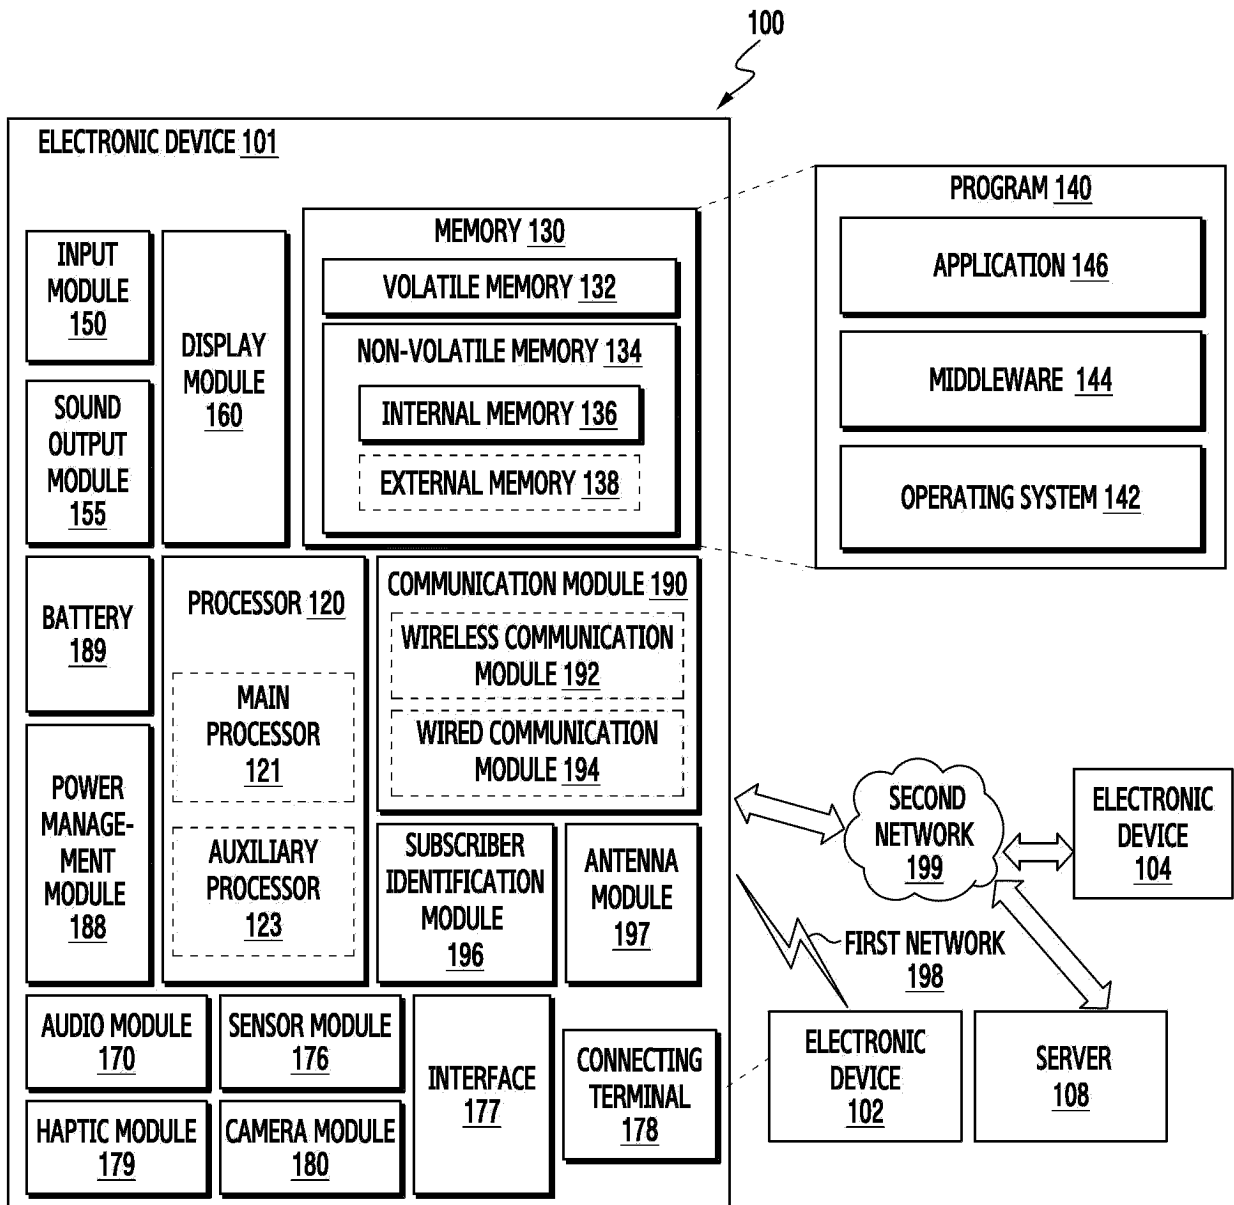 100
ELECTRONIC DEVICE 101
INPUT
MODULE
150
SOUND
OUTPUT
MODULE
155
DISPLAY
MODULE
160
MEMORY 130
VOLATILE MEMORY 132
NON-VOLATILE MEMORY 134
INTERNAL MEMORY 136
EXTERNAL MEMORY 138
PROGRAM 140
APPLICATION 146
MIDDLEWARE 144
OPERATING SYSTEM 142
BATTERY
189
POWER
MANAGE-
MENT
MODULE
188
PROCESSOR 120
MAIN
PROCESSOR
121
AUXILIARY
PROCESSOR
123
COMMUNICATION MODULE 190
WIRELESS COMMUNICATION
MODULE 192
WIRED COMMUNICATION
MODULE 194
SUBSCRIBER
IDENTIFICATION
MODULE
196
ANTENNA
MODULE
197
SECOND
NETWORK
199
ELECTRONIC
DEVICE
104
FIRST NETWORK
198
AUDIO MODULE
170
SENSOR MODULE
176
HAPTIC MODULE
179
CAMERA MODULE
180
INTERFACE
177
CONNECTING
TERMINAL
178
ELECTRONIC
DEVICE
102
SERVER
108